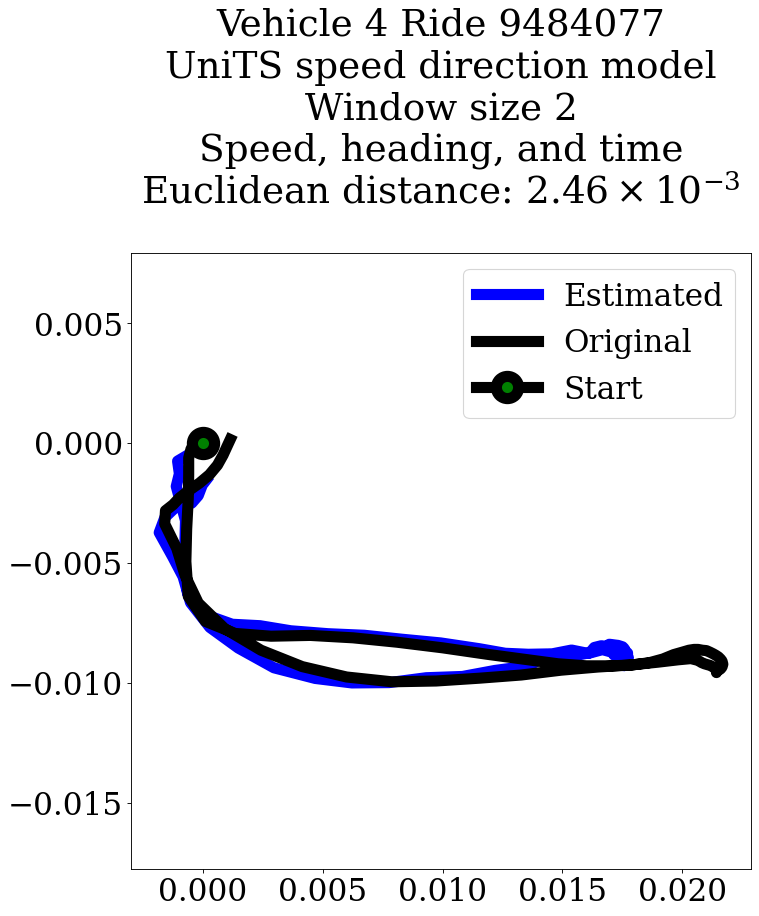 Vehicle 4 Ride 9484077
UniTS speed direction model
Window size 2
Speed, heading, and time
Euclidean distance: 2.46 × 10⁻³
Estimated
Original
Start
0.005
0.000
−0.005
−0.010
−0.015
0.000 0.005 0.010 0.015 0.020